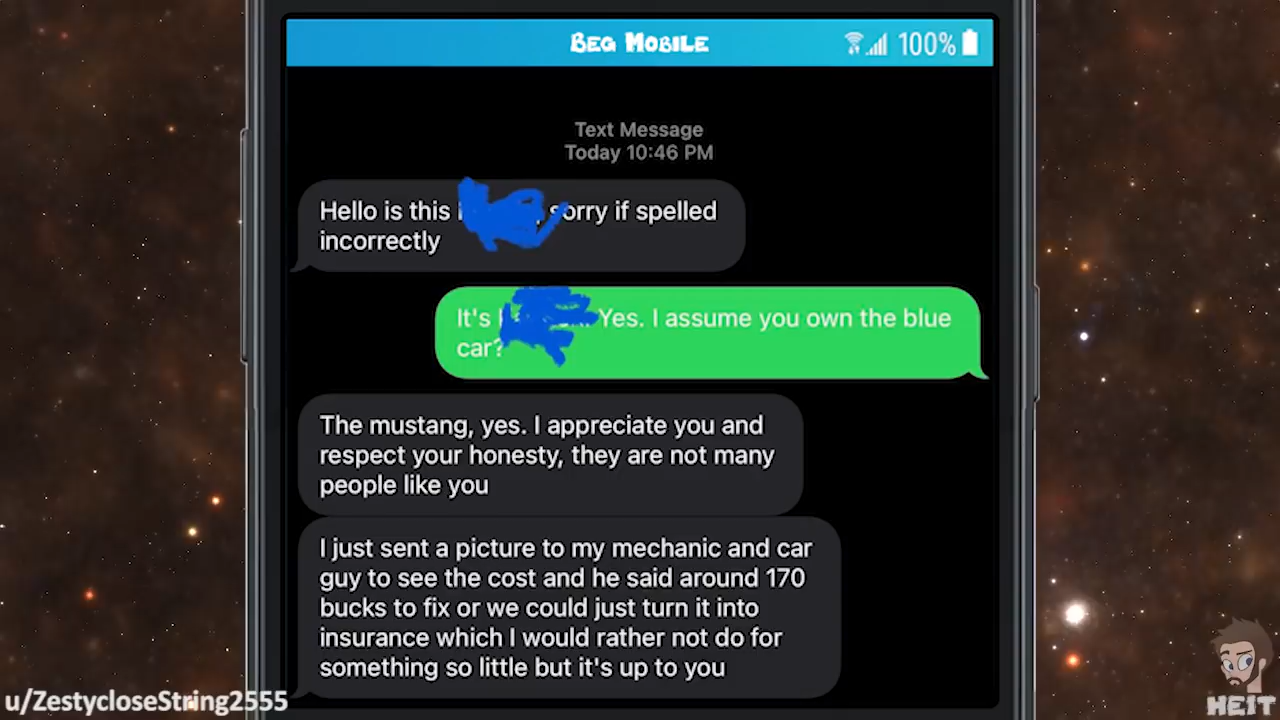 BEG MOBILE
100%
Text Message
Today 10:46 PM
Hello is this sorry if spelled
incorrectly
It's Yes. I assume you own the blue
car?
The mustang, yes. I appreciate you and
respect your honesty, they are not many
people like you
I just sent a picture to my mechanic and car
guy to see the cost and he said around 170
bucks to fix or we could just turn it into
insurance which I would rather not do for
something so little but it's up to you
u/ZestycloseString2555
HEIT